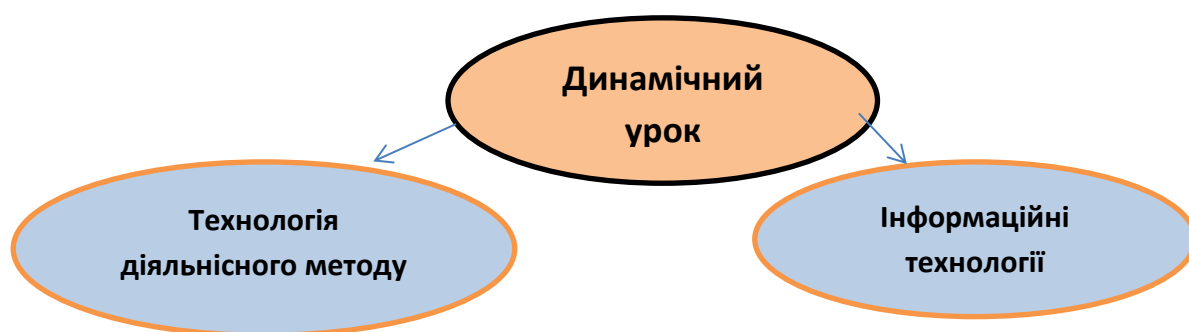 Динамічний
урок
Технологія
діяльнісного методу
Інформаційні
технології